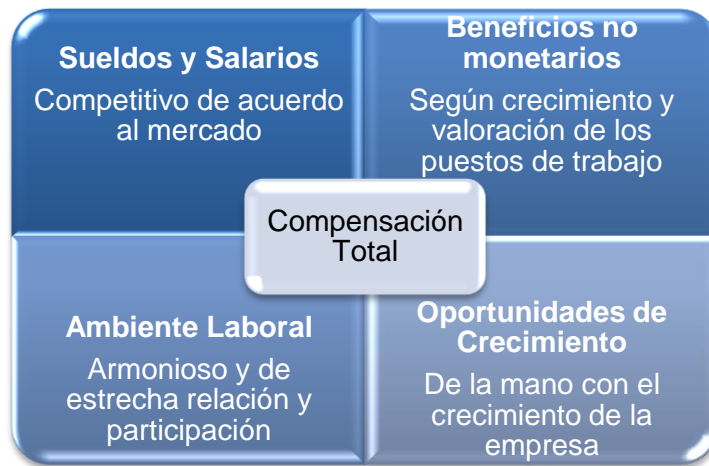 Sueldos y Salarios
Competitivo de acuerdo
al mercado
Beneficios no
monetarios
Según crecimiento y
valoración de los
puestos de trabajo
Compensación
Total
Ambiente Laboral
Armonioso y de
estrecha relación y
participación
Oportunidades de
Crecimiento
De la mano con el
crecimiento de la
empresa